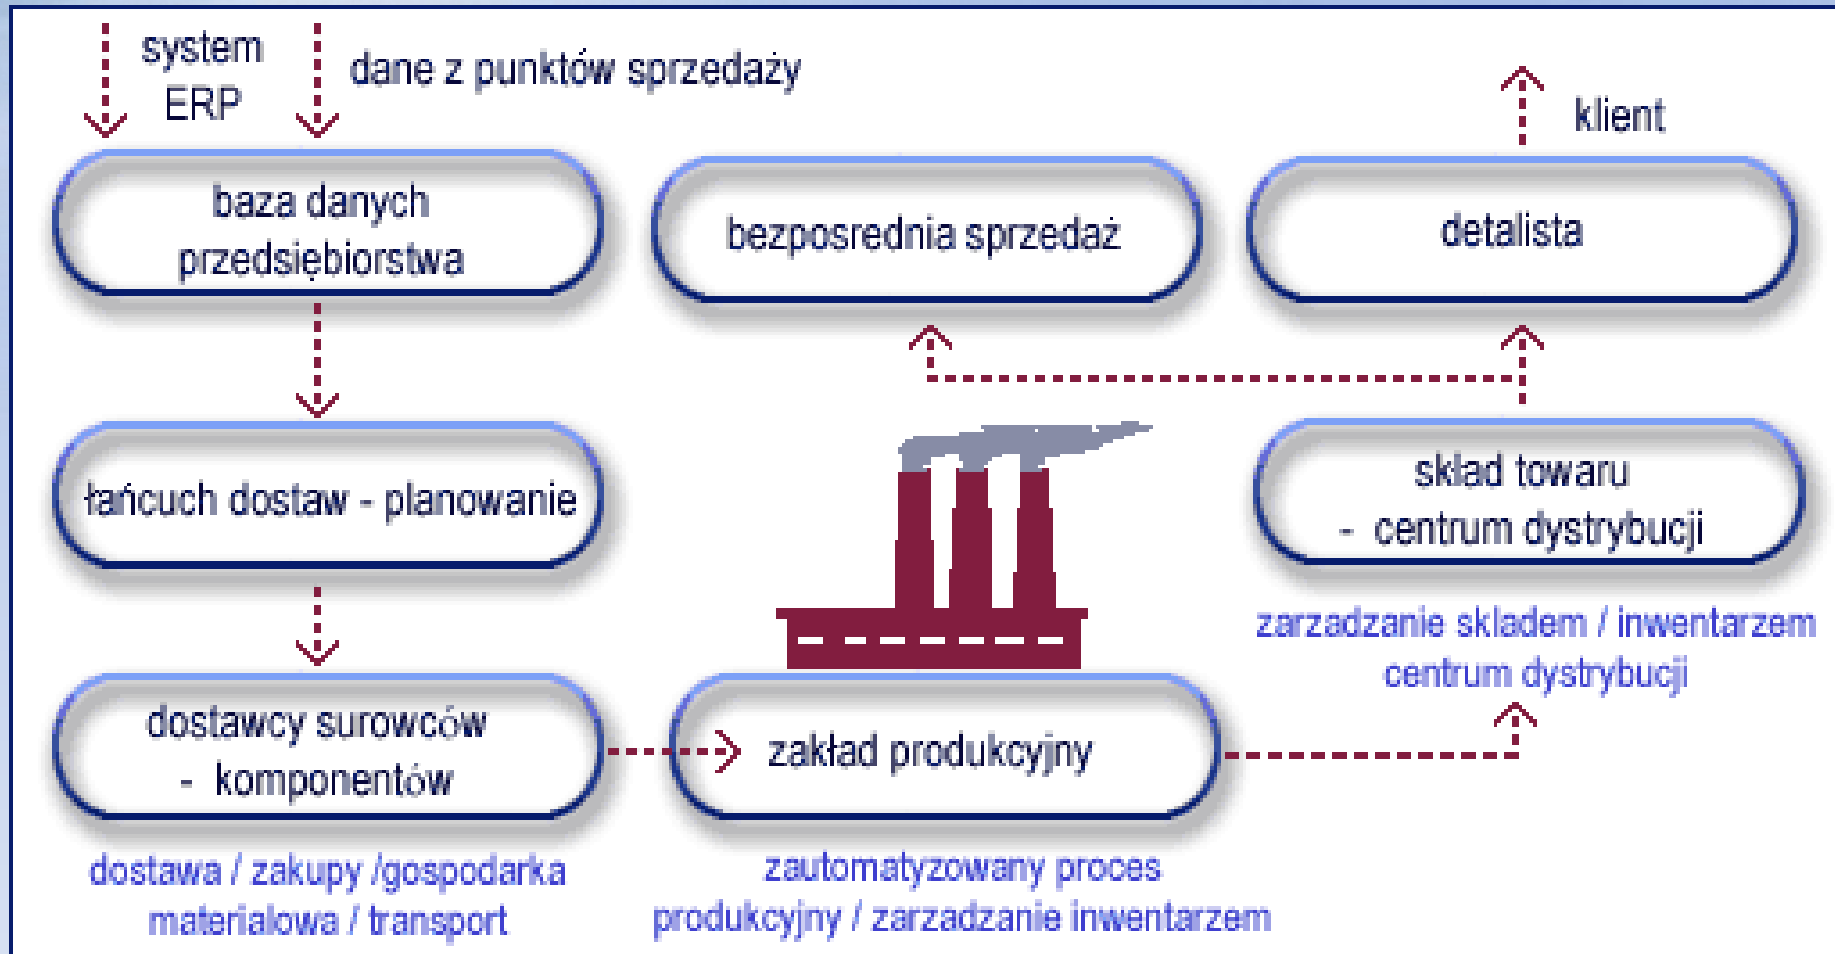 system
ERP
dane z punktów sprzedaży
klient
baza danych
przedsiębiorstwa
bezposrednia sprzedaż
detalista
łańcuch dostaw - planowanie
sklad towaru
- centrum dystrybucji
zarzadzanie skladem / inwentarzem
centrum dystrybucji
dostawcy surowców
- komponentów
zakład produkcyjny
dostawa / zakupy /gospodarka
materialowa / transport
zautomatyzowany proces
produkcyjny / zarzadzanie inwentarzem